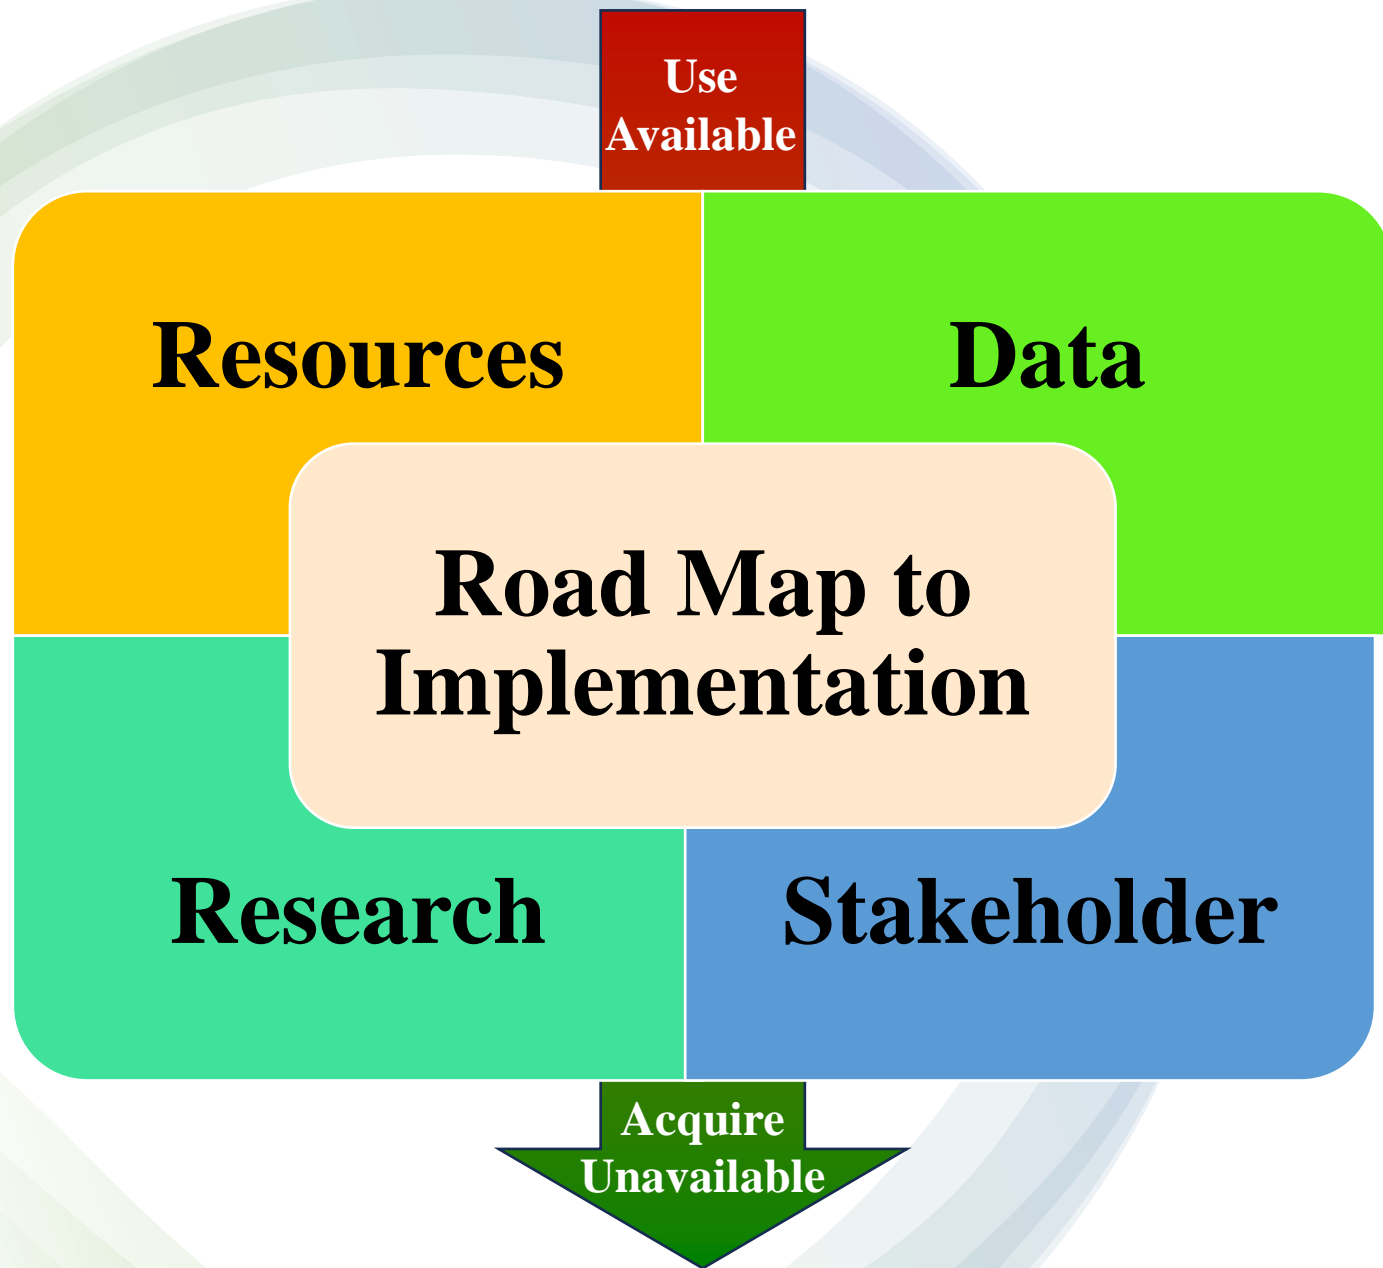 Use
Available
Resources
Data
Road Map to
Implementation
Research
Stakeholder
Acquire
Unavailable